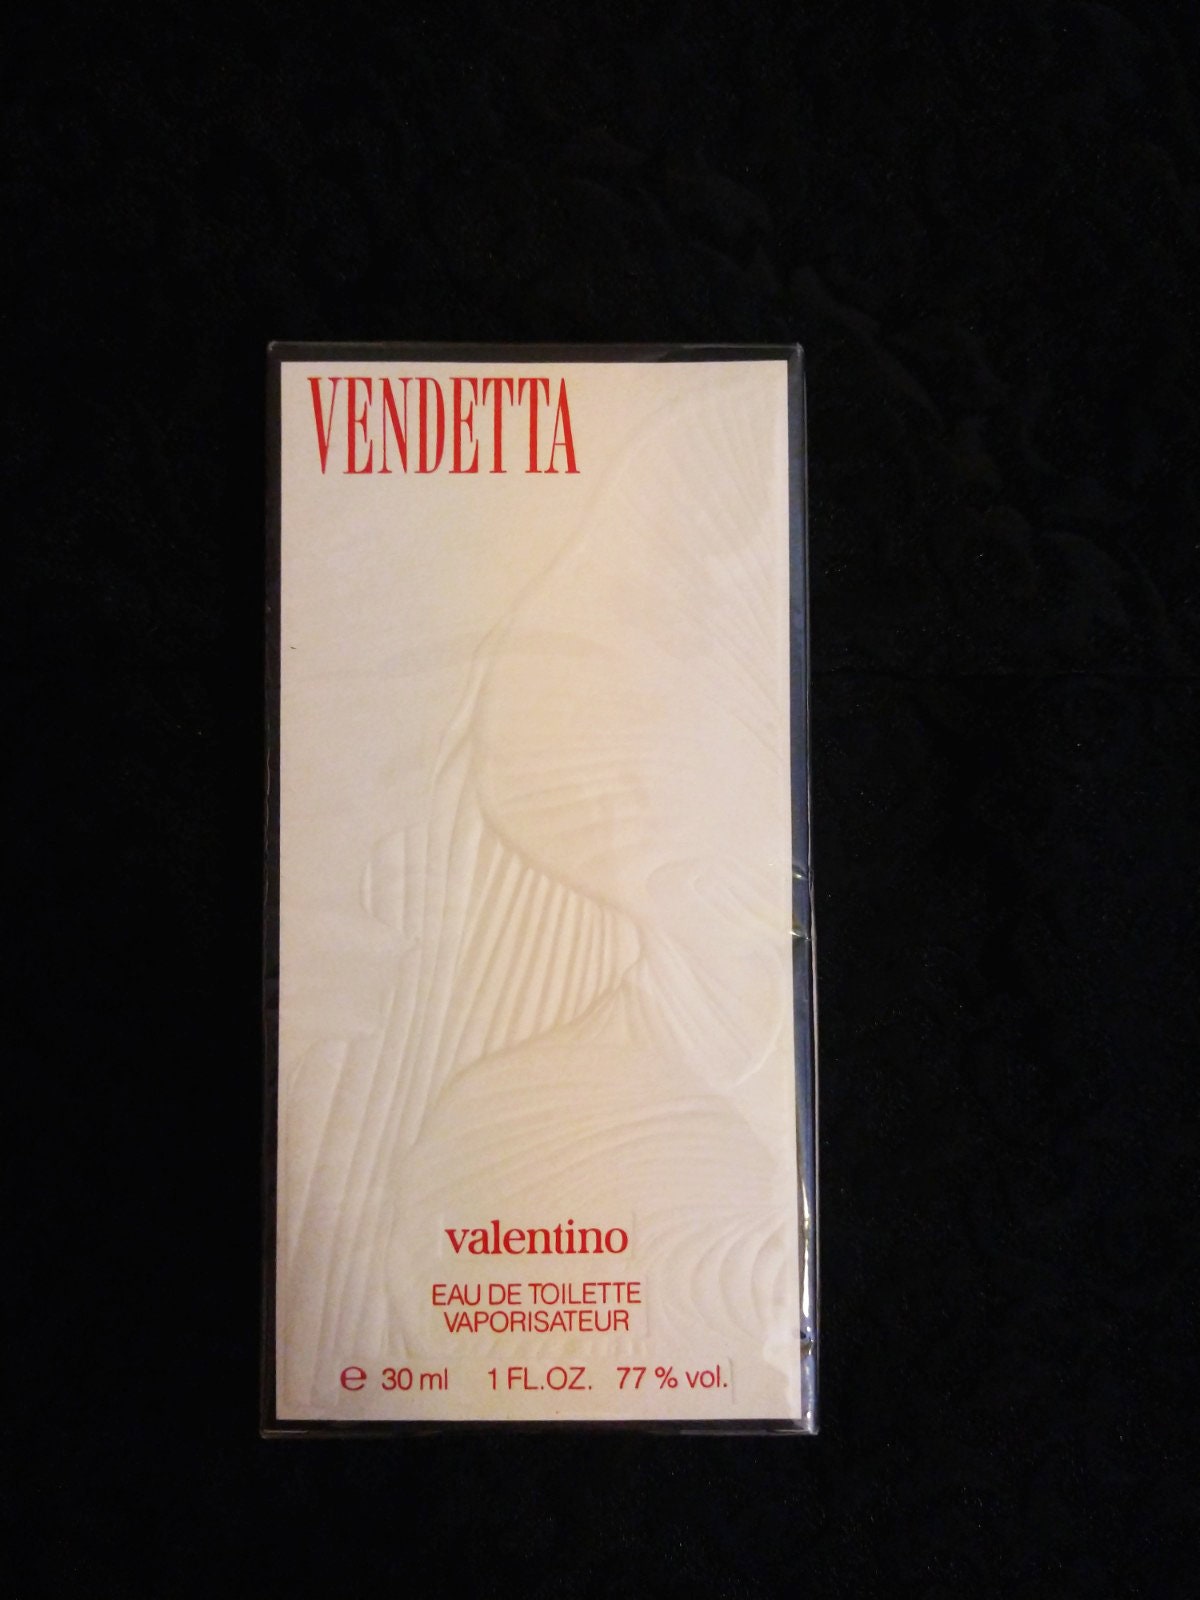 VENDETTA
valentino
EAU DE TOILETTE
VAPORISATEUR
℮ 30 ml 1 FL.OZ. 77 % vol.